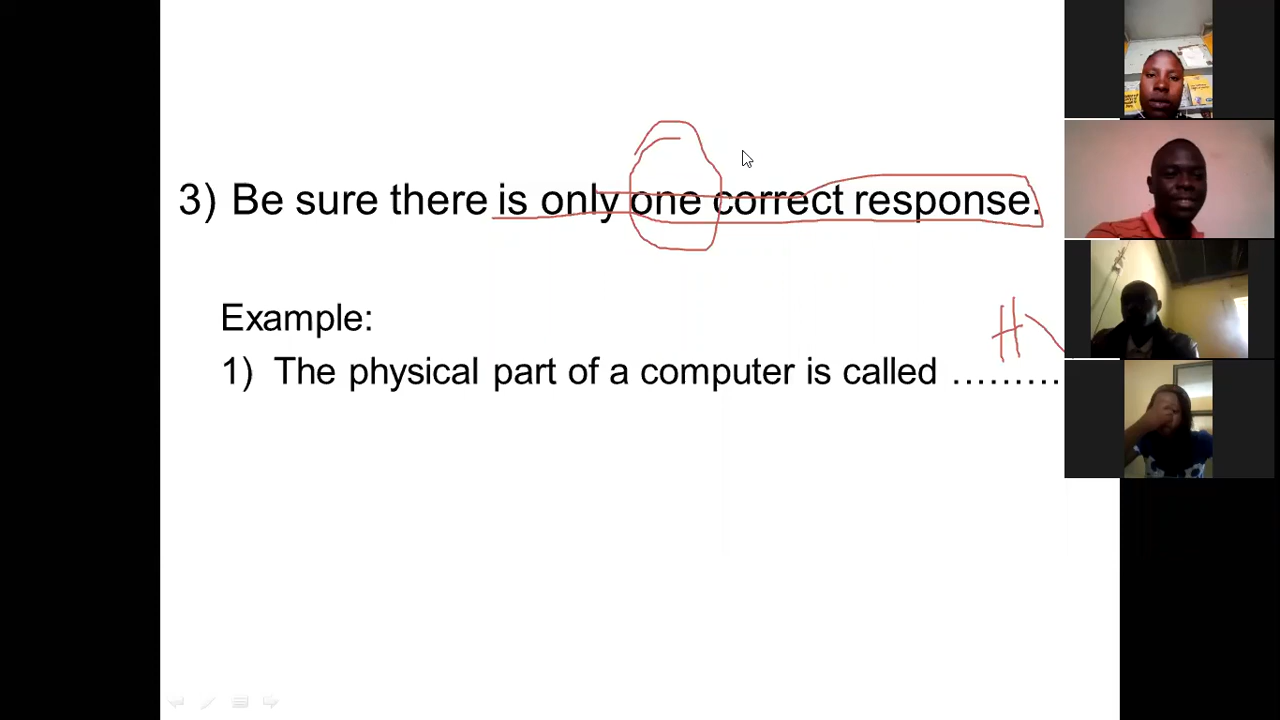 3) Be sure there is only one correct response.
H
Example:
1) The physical part of a computer is called .........